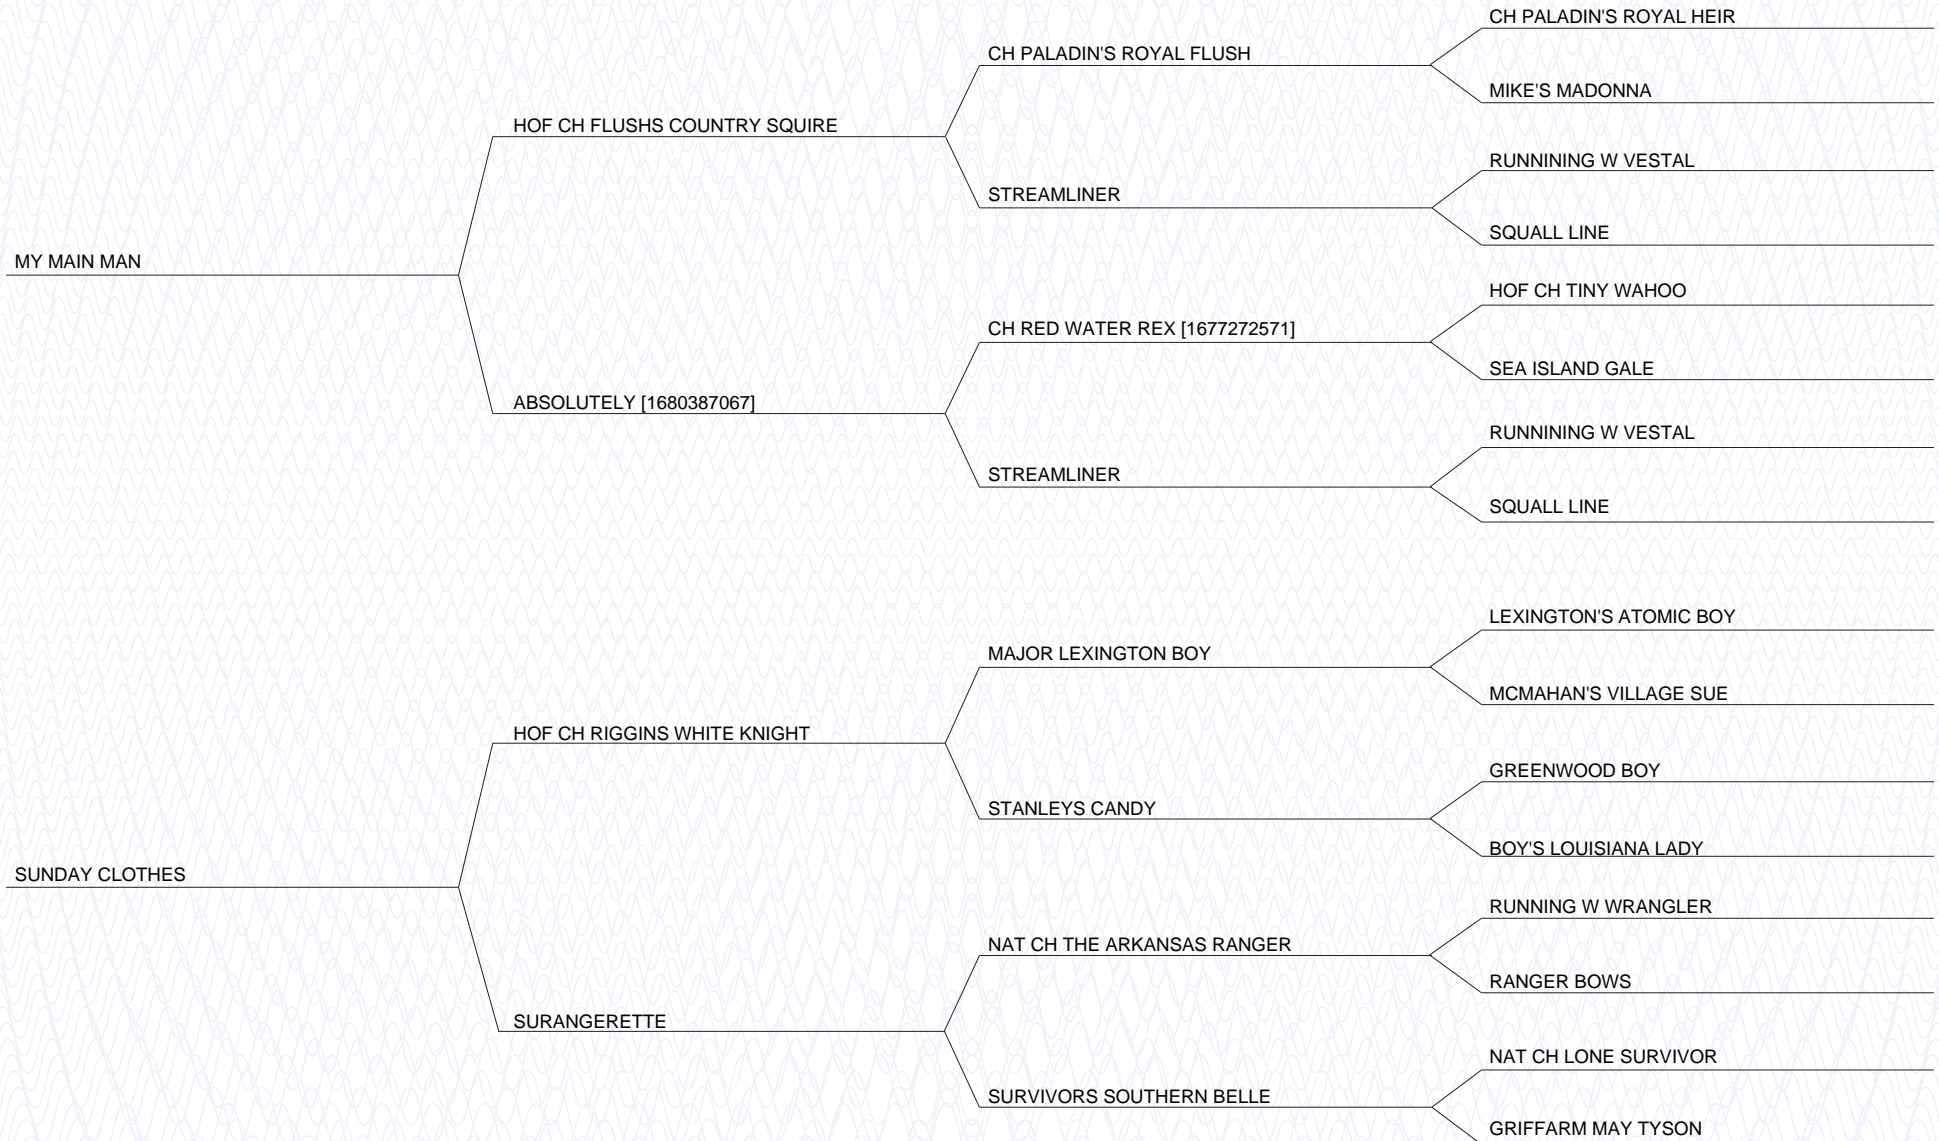 CH PALADIN'S ROYAL HEIR
CH PALADIN'S ROYAL FLUSH
MIKE'S MADONNA
HOF CH FLUSHS COUNTRY SQUIRE
RUNNINING W VESTAL
STREAMLINER
SQUALL LINE
MY MAIN MAN
HOF CH TINY WAHOO
CH RED WATER REX [1677272571]
SEA ISLAND GALE
ABSOLUTELY [1680387067]
RUNNINING W VESTAL
STREAMLINER
SQUALL LINE
LEXINGTON'S ATOMIC BOY
MAJOR LEXINGTON BOY
MCMAHAN'S VILLAGE SUE
HOF CH RIGGINS WHITE KNIGHT
GREENWOOD BOY
STANLEYS CANDY
BOY'S LOUISIANA LADY
SUNDAY CLOTHES
RUNNING W WRANGLER
NAT CH THE ARKANSAS RANGER
RANGER BOWS
SURANGERETTE
NAT CH LONE SURVIVOR
SURVIVORS SOUTHERN BELLE
GRIFFARM MAY TYSON